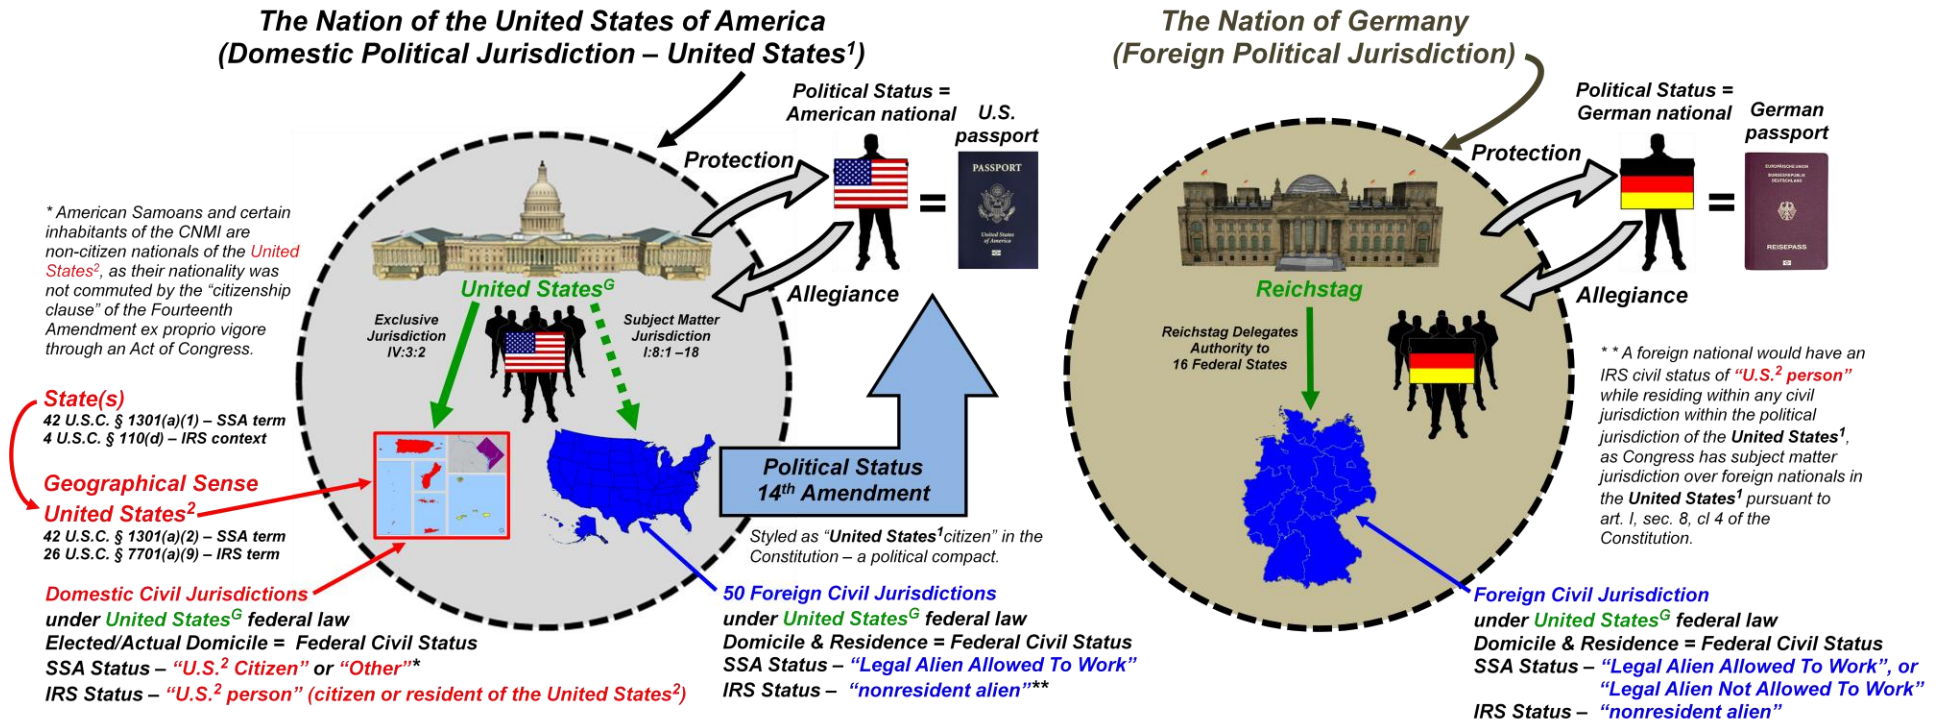 The Nation of the United States of America
(Domestic Political Jurisdiction – United States¹)
Political Status =
American national
U.S.
passport
Protection
PASSPORT
United States
of America
=
Allegiance
* American Samoans and certain
inhabitants of the CNMI are
non-citizen nationals of the United
States², as their nationality was
not commuted by the “citizenship
clause” of the Fourteenth
Amendment ex proprio vigore
through an Act of Congress.
United Statesᴳ
Exclusive
Jurisdiction
IV:3:2
Subject Matter
Jurisdiction
I:8:1 –18
State(s)
42 U.S.C. § 1301(a)(1) – SSA term
4 U.S.C. § 110(d) – IRS context
Geographical Sense
United States²
42 U.S.C. § 1301(a)(2) – SSA term
26 U.S.C. § 7701(a)(9) – IRS term
Political Status
14th Amendment
Styled as “United States¹citizen” in the
Constitution – a political compact.
Domestic Civil Jurisdictions
under United Statesᴳ federal law
Elected/Actual Domicile = Federal Civil Status
SSA Status – “U.S.² Citizen” or “Other”*
IRS Status – “U.S.² person” (citizen or resident of the United States²)
50 Foreign Civil Jurisdictions
under United Statesᴳ federal law
Domicile & Residence = Federal Civil Status
SSA Status – “Legal Alien Allowed To Work”
IRS Status – “nonresident alien”**
The Nation of Germany
(Foreign Political Jurisdiction)
Political Status =
German national
German
passport
Protection
EUROPÄISCHE UNION
BUNDESREPUBLIK
DEUTSCHLAND
REISEPASS
=
Allegiance
Reichstag
Reichstag Delegates
Authority to
16 Federal States
* * A foreign national would have an
IRS civil status of “U.S.² person”
while residing within any civil
jurisdiction within the political
jurisdiction of the United States¹,
as Congress has subject matter
jurisdiction over foreign nationals in
the United States¹ pursuant to
art. I, sec. 8, cl 4 of the
Constitution.
Foreign Civil Jurisdiction
under United Statesᴳ federal law
Domicile & Residence = Federal Civil Status
SSA Status – “Legal Alien Allowed To Work”, or
“Legal Alien Not Allowed To Work”
IRS Status – “nonresident alien”